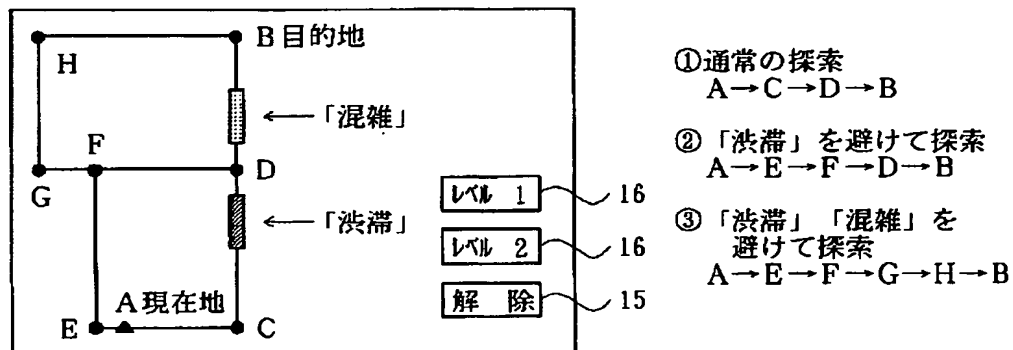 B目的地
H
「混雑」
F
D
G
「渋滞」
A現在地
E
C
レベル 1
16
レベル 2
16
解 除
15
①通常の探索
A→C→D→B
②「渋滞」を避けて探索
A→E→F→D→B
③「渋滞」「混雑」を
避けて探索
A→E→F→G→H→B